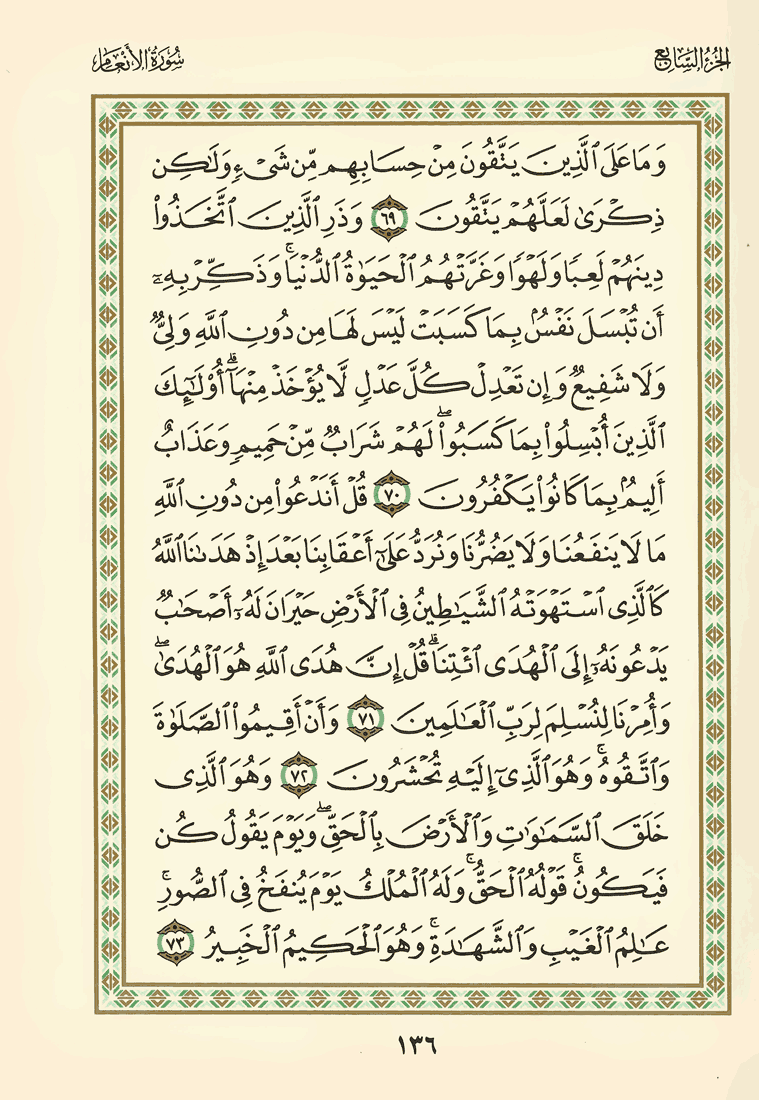 الجزء السابع
سورة الأنعام
وَمَا عَلَى ٱلَّذِينَ يَتَّقُونَ مِنْ حِسَابِهِم مِّن شَىْءٍ وَلَـٰكِن
ذِكْرَىٰ لَعَلَّهُمْ يَتَّقُونَ ٦٩ وَذَرِ ٱلَّذِينَ ٱتَّخَذُوا۟
دِينَهُمْ لَعِبًا وَلَهْوًا وَغَرَّتْهُمُ ٱلْحَيَوٰةُ ٱلدُّنْيَا ۚ وَذَكِّرْ بِهِۦٓ
أَن تُبْسَلَ نَفْسٌۢ بِمَا كَسَبَتْ لَيْسَ لَهَا مِن دُونِ ٱللَّهِ وَلِىٌّ
وَلَا شَفِيعٌ وَإِن تَعْدِلْ كُلَّ عَدْلٍ لَّا يُؤْخَذْ مِنْهَآ ۗ أُو۟لَـٰٓئِكَ
ٱلَّذِينَ أُبْسِلُوا۟ بِمَا كَسَبُوا۟ ۖ لَهُمْ شَرَابٌ مِّنْ حَمِيمٍ وَعَذَابٌ
أَلِيمٌۢ بِمَا كَانُوا۟ يَكْفُرُونَ ٧٠ قُلْ أَنَدْعُوا۟ مِن دُونِ ٱللَّهِ
مَا لَا يَنفَعُنَا وَلَا يَضُرُّنَا وَنُرَدُّ عَلَىٰٓ أَعْقَابِنَا بَعْدَ إِذْ هَدَىٰنَا ٱللَّهُ
كَٱلَّذِى ٱسْتَهْوَتْهُ ٱلشَّيَـٰطِينُ فِى ٱلْأَرْضِ حَيْرَانَ لَهُۥٓ أَصْحَـٰبٌ
يَدْعُونَهُۥٓ إِلَى ٱلْهُدَى ٱئْتِنَا ۗ قُلْ إِنَّ هُدَى ٱللَّهِ هُوَ ٱلْهُدَىٰ ۖ
وَأُمِرْنَا لِنُسْلِمَ لِرَبِّ ٱلْعَـٰلَمِينَ ٧١ وَأَنْ أَقِيمُوا۟ ٱلصَّلَوٰةَ
وَٱتَّقُوهُ ۚ وَهُوَ ٱلَّذِىٓ إِلَيْهِ تُحْشَرُونَ ٧٢ وَهُوَ ٱلَّذِى
خَلَقَ ٱلسَّمَـٰوَٰتِ وَٱلْأَرْضَ بِٱلْحَقِّ ۖ وَيَوْمَ يَقُولُ كُن
فَيَكُونُ ۚ قَوْلُهُ ٱلْحَقُّ ۚ وَلَهُ ٱلْمُلْكُ يَوْمَ يُنفَخُ فِى ٱلصُّورِ ۚ
عَـٰلِمُ ٱلْغَيْبِ وَٱلشَّهَـٰدَةِ ۚ وَهُوَ ٱلْحَكِيمُ ٱلْخَبِيرُ ٧٣
١٣٦